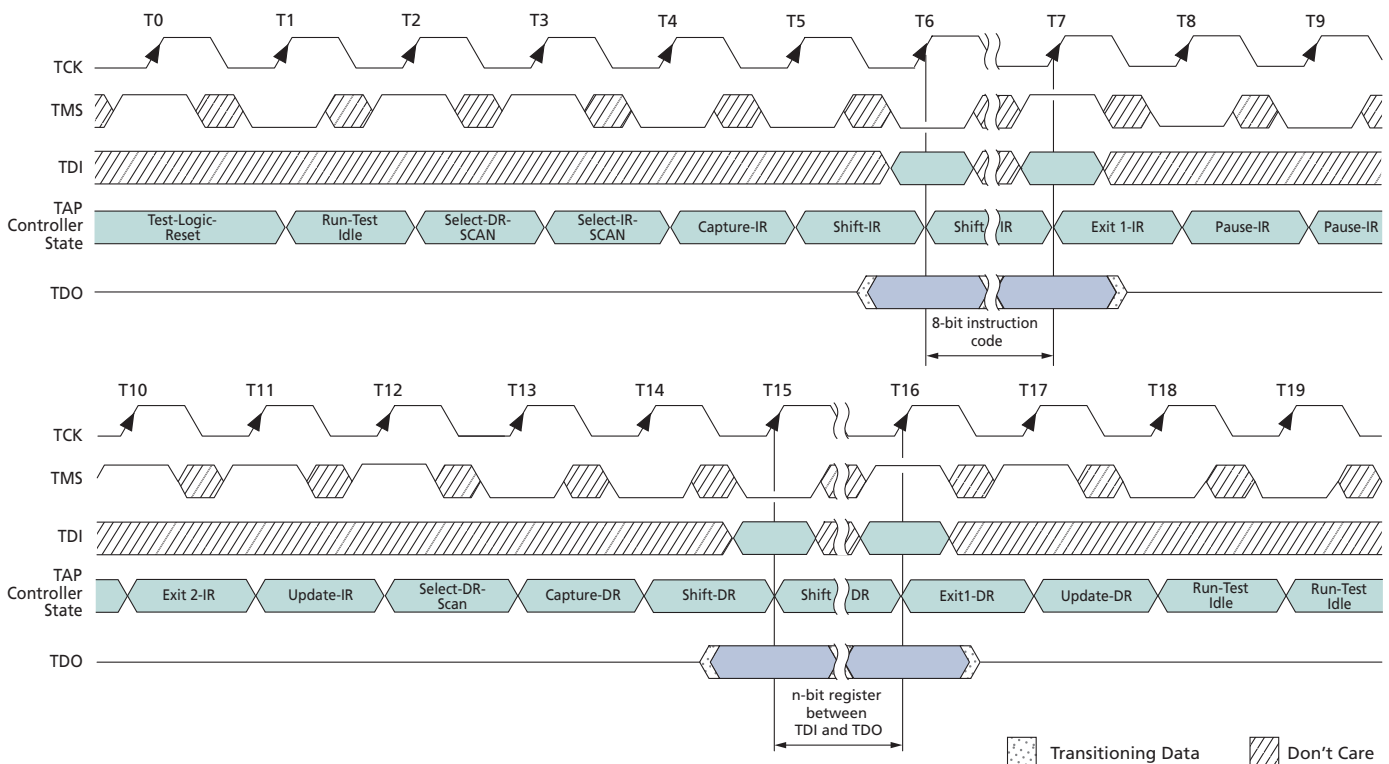 T0 T1 T2 T3 T4 T5 T6 T7 T8 T9
TCK
TMS
TDI
TAP
Controller
State
Test-Logic-
Reset
Run-Test
Idle
Select-DR-
SCAN
Select-IR-
SCAN
Capture-IR
Shift-IR
Shift IR
Exit 1-IR
Pause-IR
Pause-IR
TDO
8-bit instruction
code
T10 T11 T12 T13 T14 T15 T16 T17 T18 T19
TCK
TMS
TDI
TAP
Controller
State
Exit 2-IR
Update-IR
Select-DR-
Scan
Capture-DR
Shift-DR
Shift DR
Exit1-DR
Update-DR
Run-Test
Idle
Run-Test
Idle
TDO
n-bit register
between
TDI and TDO
Transitioning Data
Don't Care